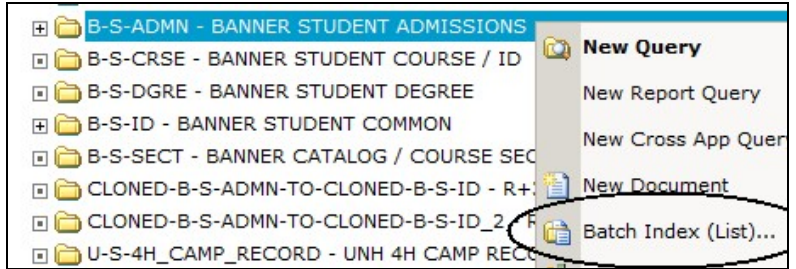 B-S-ADMN - BANNER STUDENT ADMISSIONS
B-S-CRSE - BANNER STUDENT COURSE / ID
B-S-DGRE - BANNER STUDENT DEGREE
B-S-ID - BANNER STUDENT COMMON
B-S-SECT - BANNER CATALOG / COURSE SEC
CLONED-B-S-ADMN-TO-CLONED-B-S-ID - R+
CLONED-B-S-ADMN-TO-CLONED-B-S-ID_2 - R
U-S-4H_CAMP_RECORD - UNH 4H CAMP RECO
New Query
New Report Query
New Cross App Quer
New Document
Batch Index (List)...